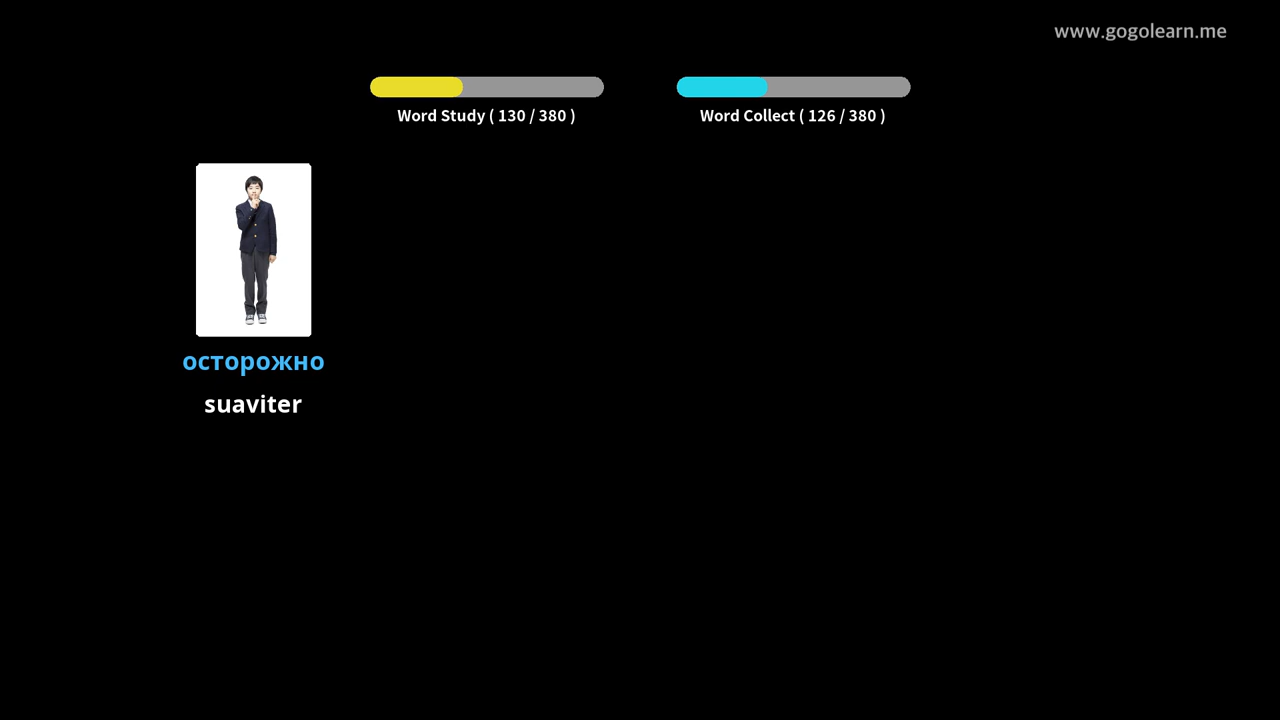 www.gogolearn.me
Word Study ( 130 / 380 )
Word Collect ( 126 / 380 )
осторожно
suaviter